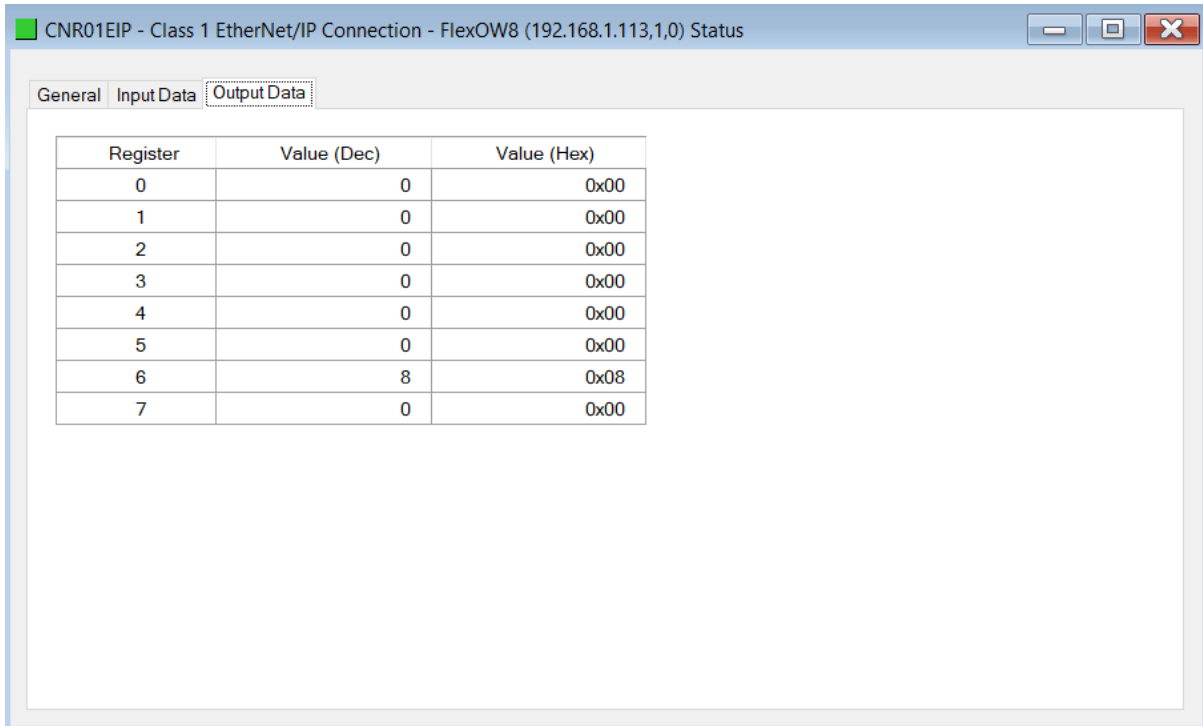 CNR01EIP - Class 1 EtherNet/IP Connection - FlexOW8 (192.168.1.113,1,0) Status
General Input Data Output Data
Register Value (Dec) Value (Hex)
0 0 0x00
1 0 0x00
2 0 0x00
3 0 0x00
4 0 0x00
5 0 0x00
6 8 0x08
7 0 0x00